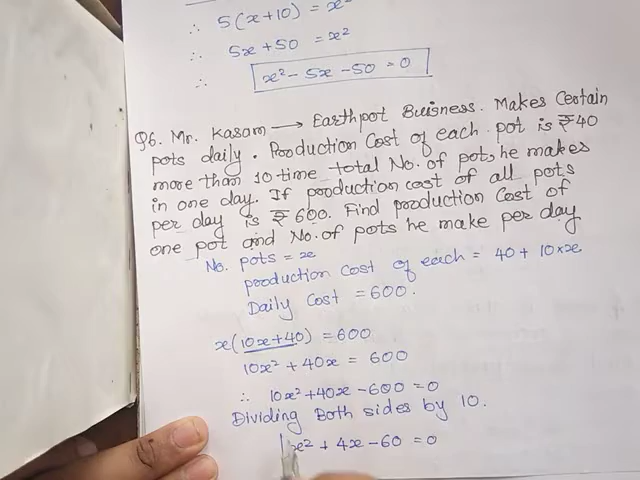 ∴ 5(x+10) = x²
∴ 5x+50 = x²
∴ x² - 5x - 50 = 0
Q6. Mr. Kasam → Earthpot Buisness. Makes Certain
pots daily. Production Cost of each pot is ₹40
more than 10 time total No. of pots he makes
in one day. If production cost of all pots
per day is ₹600. Find production Cost of
one pot and No. of pots he make per day
No. pots = x
production cost of each = 40 + 10×x
Daily Cost = 600.
x(10x+40) = 600
10x² + 40x = 600
∴ 10x² + 40x - 600 = 0
Dividing Both sides by 10.
x² + 4x - 60 = 0